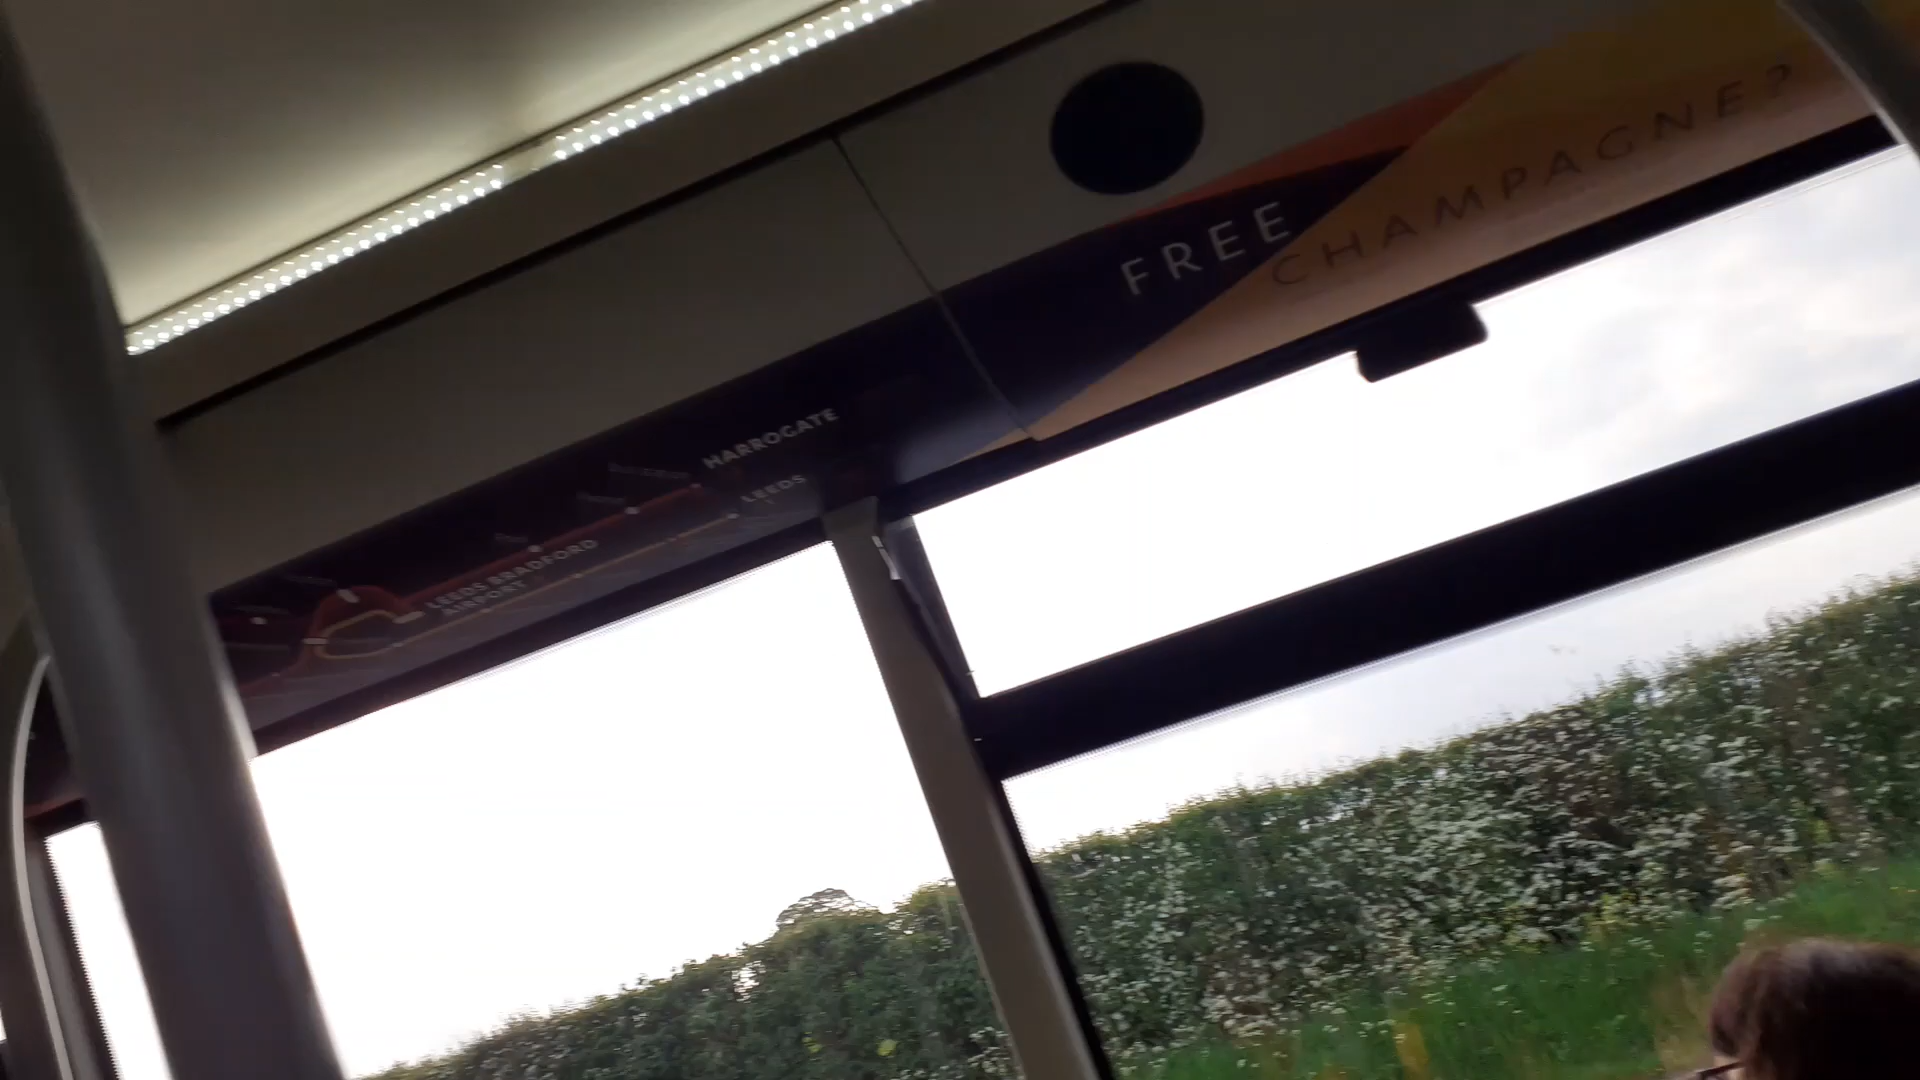 FREE
CHAMPAGNE?
HARROGATE
LEEDS
LEEDS BRADFORD
AIRPORT